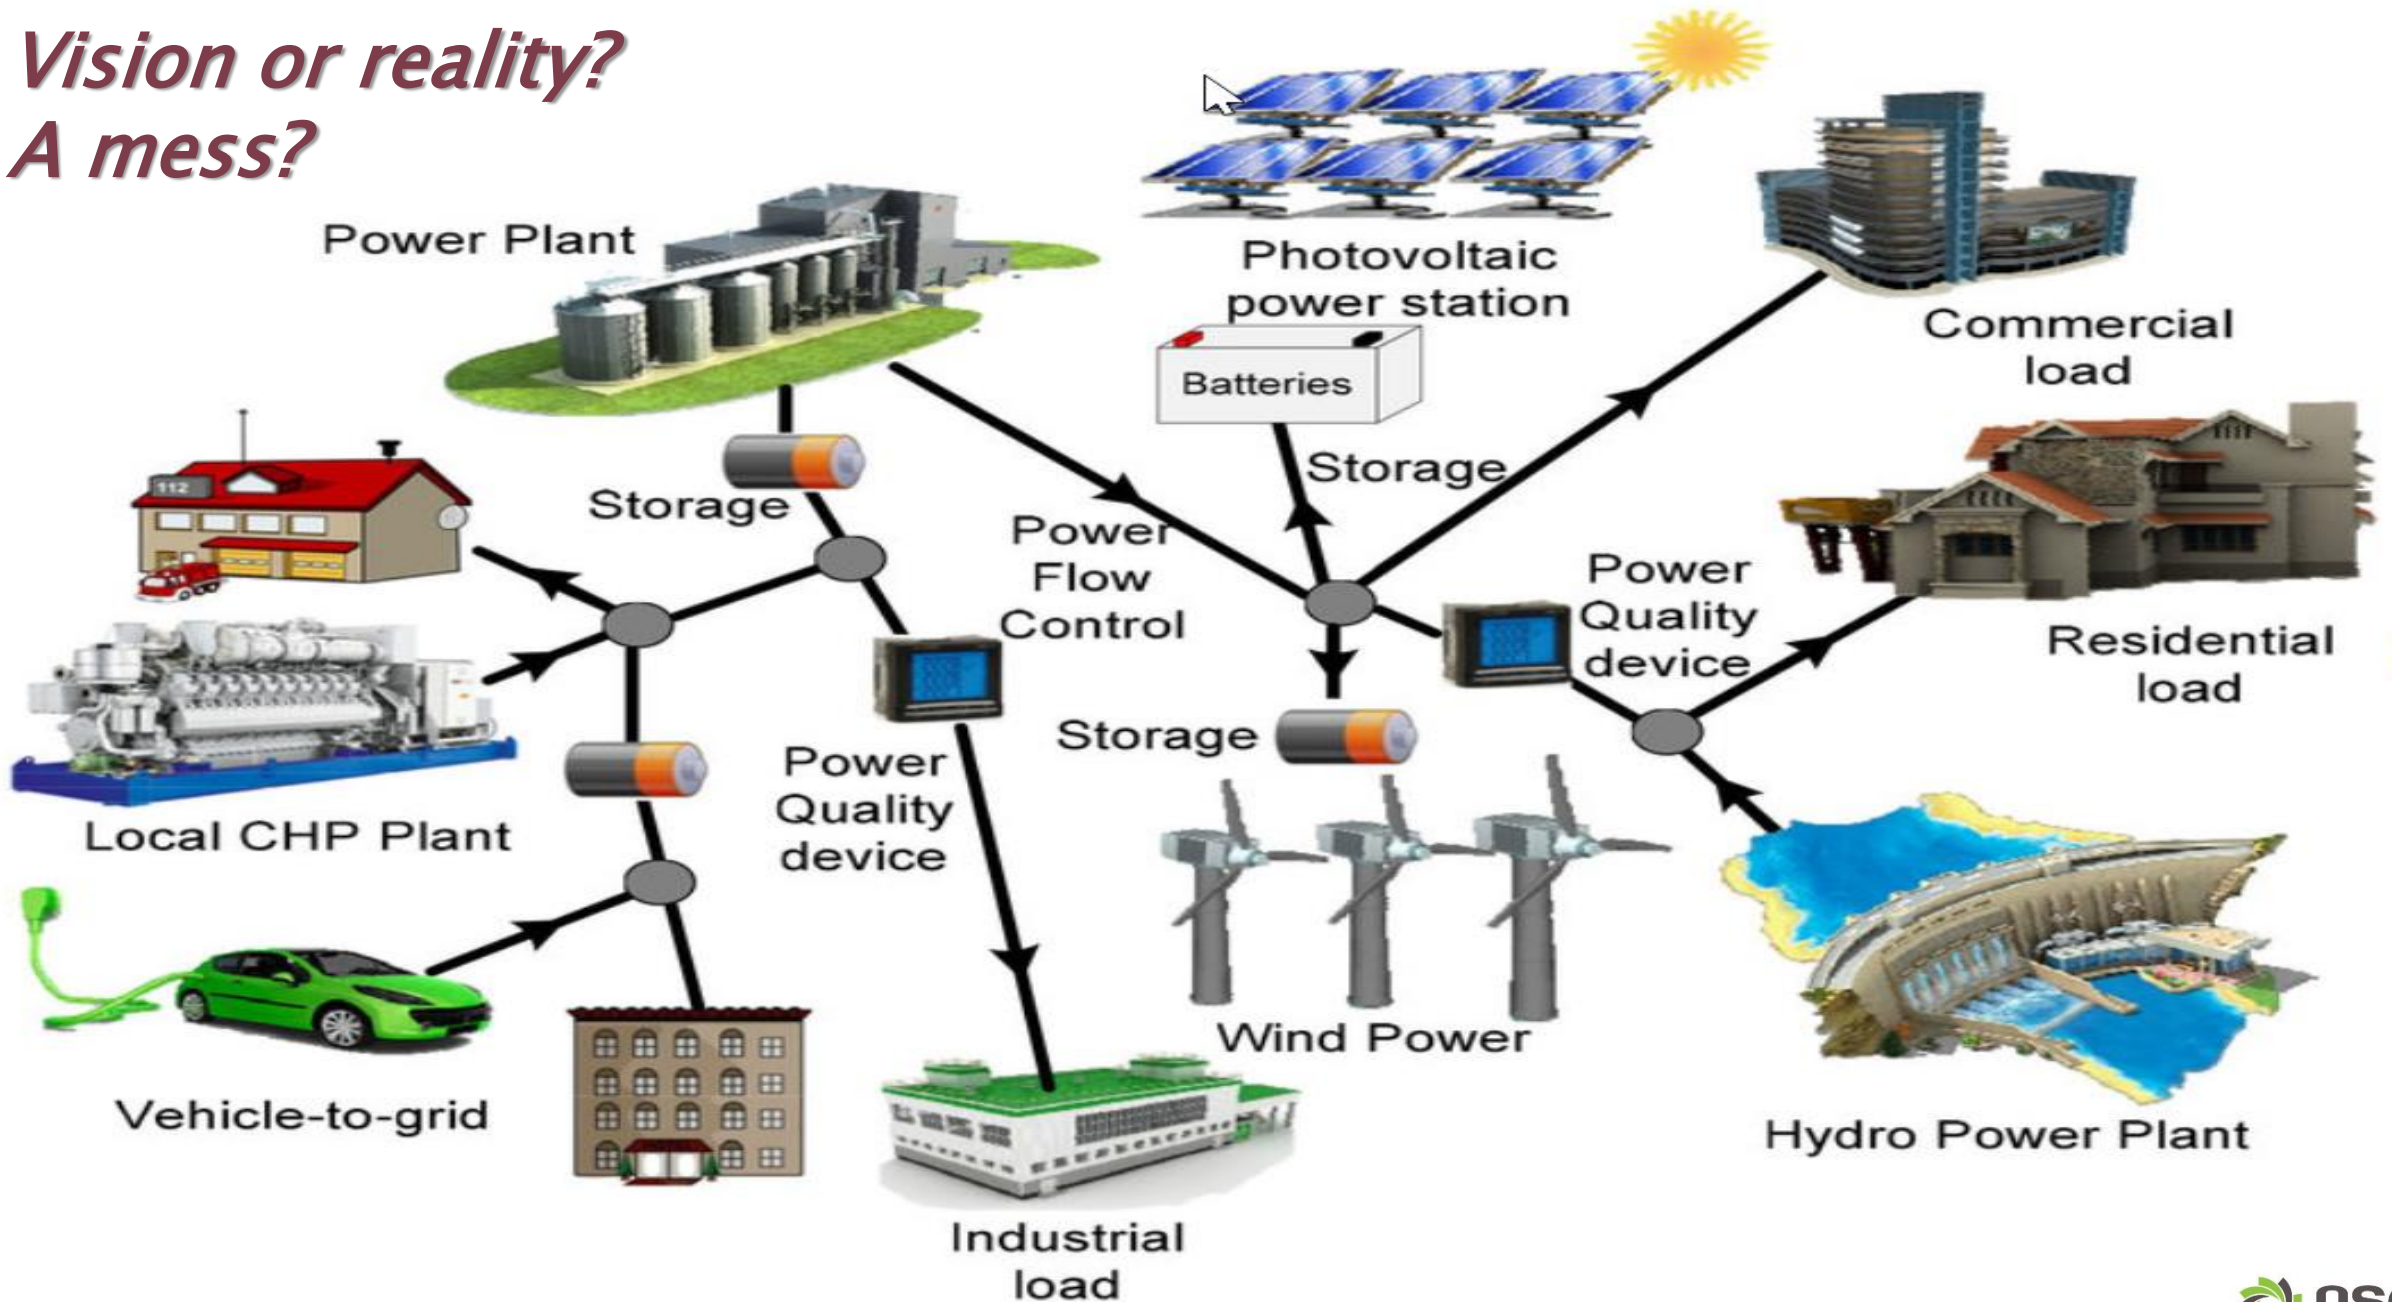 Vision or reality?
A mess?
Power Plant
Photovoltaic
power station
Commercial
load
Batteries
Storage
112
Storage
Power
Flow
Control
Power
Quality
device
Residential
load
Storage
Power
Quality
device
Local CHP Plant
Wind Power
Vehicle-to-grid
Hydro Power Plant
Industrial
load